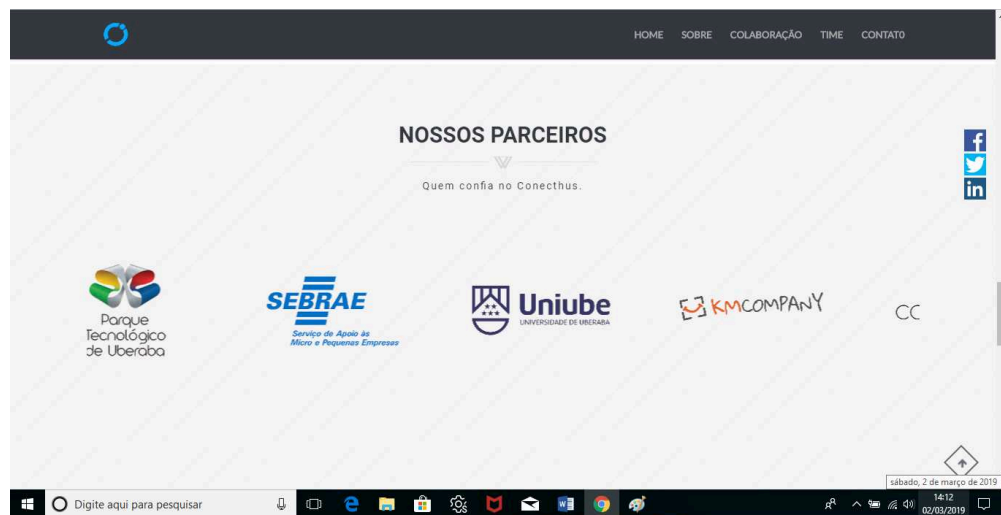 HOME SOBRE COLABORAÇÃO TIME CONTATO
NOSSOS PARCEIROS
Quem confia no Conecthus.
Parque
Tecnológico
de Uberaba
SEBRAE
Serviço de Apoio às
Micro e Pequenas Empresas
Uniube
UNIVERSIDADE DE UBERABA
KMCOMPANY
CC
sábado, 2 de março de 2019
Digite aqui para pesquisar
14:12
02/03/2019